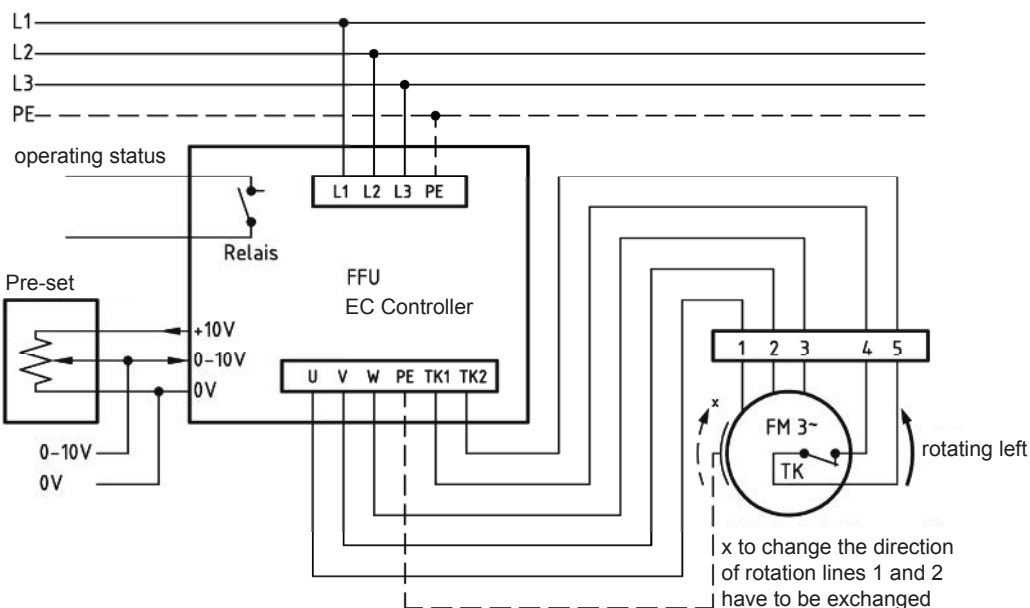 L1
L2
L3
PE
operating status
L1 L2 L3 PE
Relais
Pre-set
FFU
EC Controller
+10V
0-10V
0V
U V W PE TK1 TK2
1 2 3 4 5
x
FM 3~
TK
rotating left
0-10V
0V
x to change the direction
of rotation lines 1 and 2
have to be exchanged